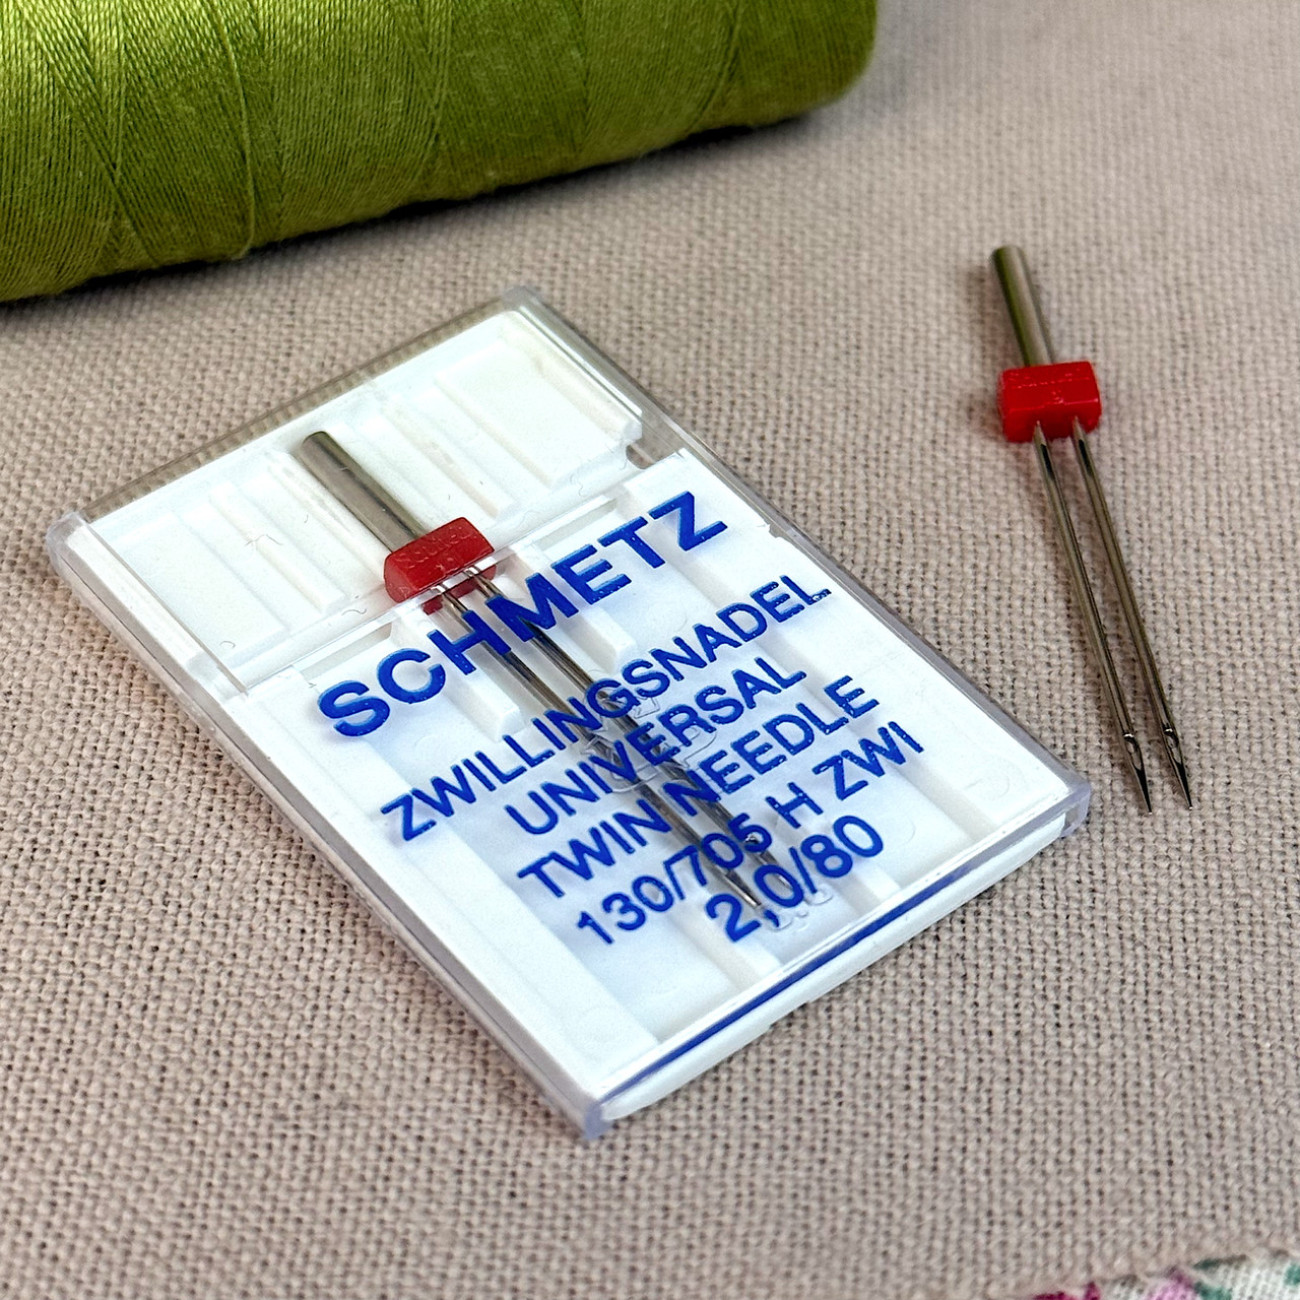 SCHMETZ
ZWILLINGSNADEL
UNIVERSAL
TWIN NEEDLE
130/705 H ZWI
2,0/80